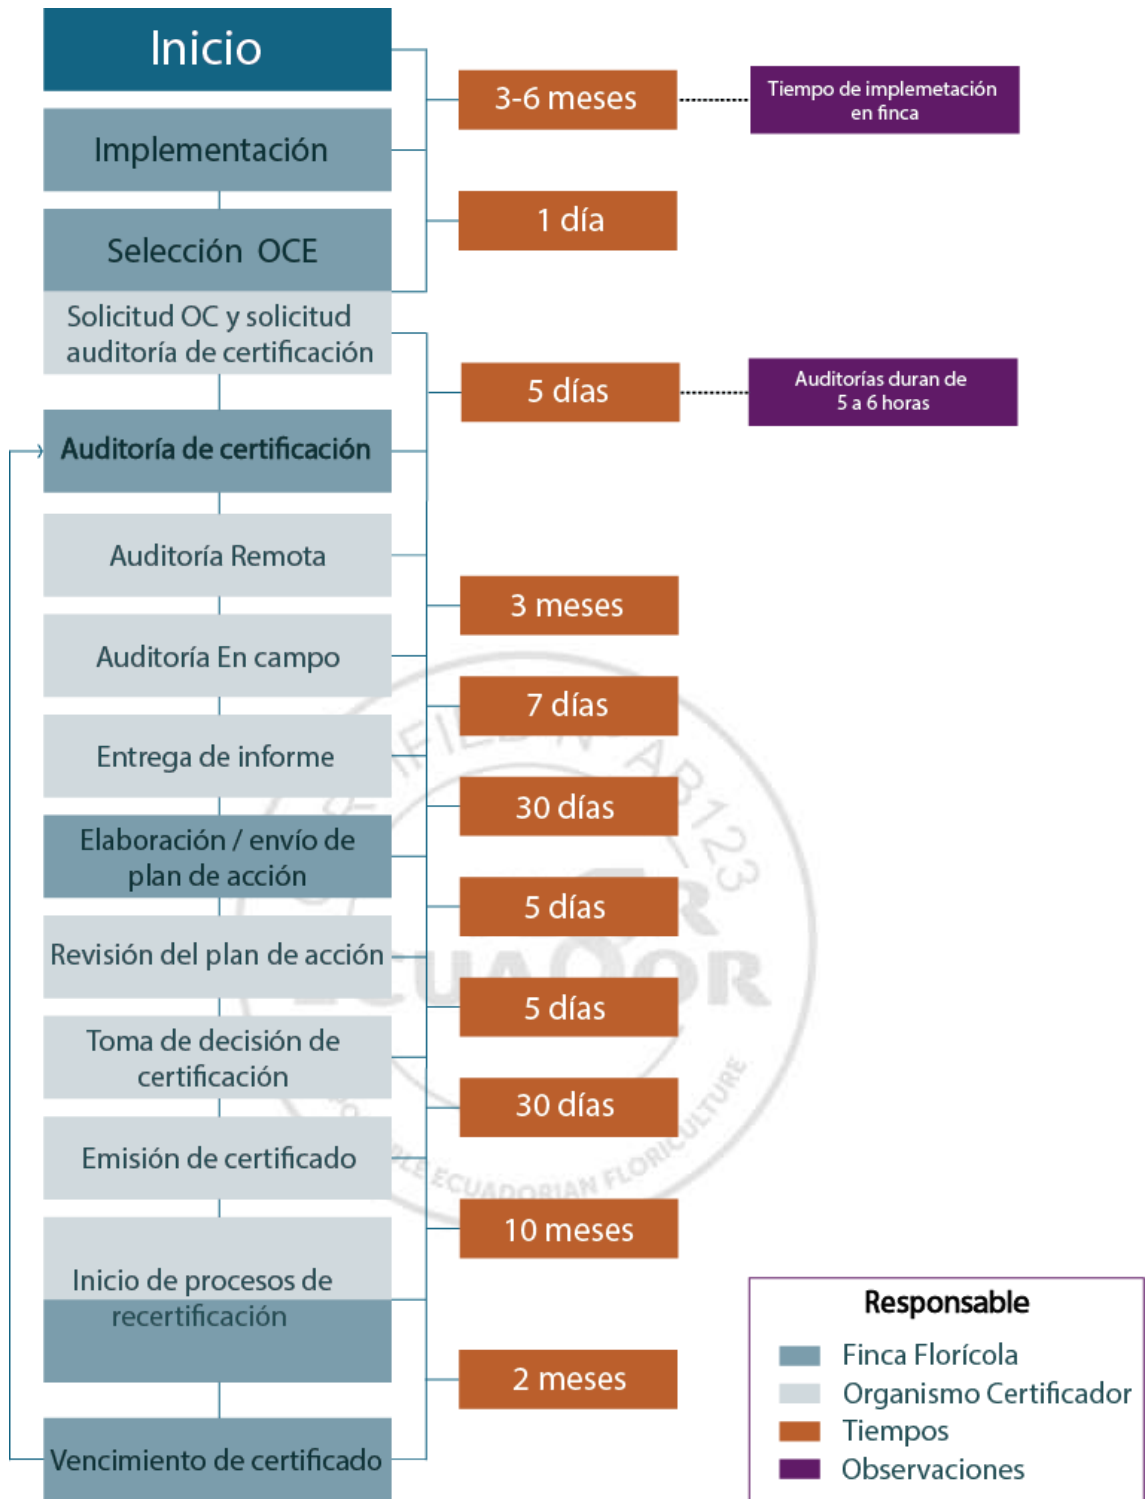 Inicio
3-6 meses
Tiempo de implemetación
en finca
Implementación
1 día
Selección OCE
Solicitud OC y solicitud
auditoría de certificación
5 días
Auditorías duran de
5 a 6 horas
Auditoría de certificación
Auditoría Remota
3 meses
Auditoría En campo
7 días
Entrega de informe
30 días
Elaboración / envío de
plan de acción
5 días
Revisión del plan de acción
5 días
Toma de decisión de
certificación
30 días
Emisión de certificado
10 meses
Inicio de procesos de
recertificación
2 meses
Vencimiento de certificado
Responsable
Finca Florícola
Organismo Certificador
Tiempos
Observaciones
AB123
ECUADOR
ECUADORIAN FLORICULTURE